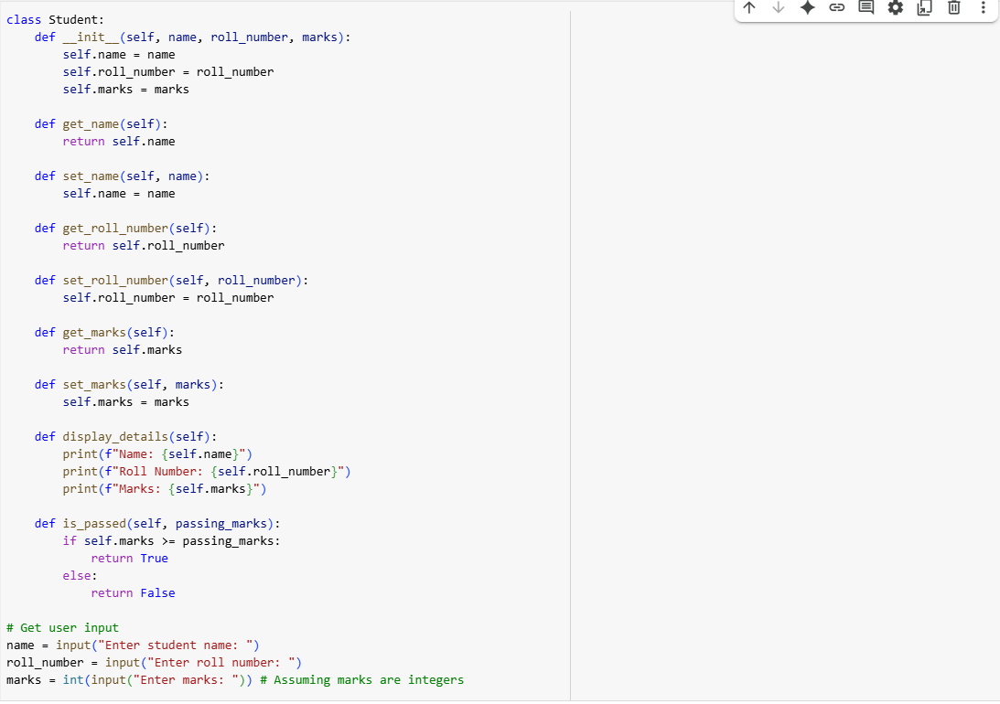 class Student:
    def __init__(self, name, roll_number, marks):
        self.name = name
        self.roll_number = roll_number
        self.marks = marks

    def get_name(self):
        return self.name

    def set_name(self, name):
        self.name = name

    def get_roll_number(self):
        return self.roll_number

    def set_roll_number(self, roll_number):
        self.roll_number = roll_number

    def get_marks(self):
        return self.marks

    def set_marks(self, marks):
        self.marks = marks

    def display_details(self):
        print(f"Name: {self.name}")
        print(f"Roll Number: {self.roll_number}")
        print(f"Marks: {self.marks}")

    def is_passed(self, passing_marks):
        if self.marks >= passing_marks:
            return True
        else:
            return False

# Get user input
name = input("Enter student name: ")
roll_number = input("Enter roll number: ")
marks = int(input("Enter marks: ")) # Assuming marks are integers